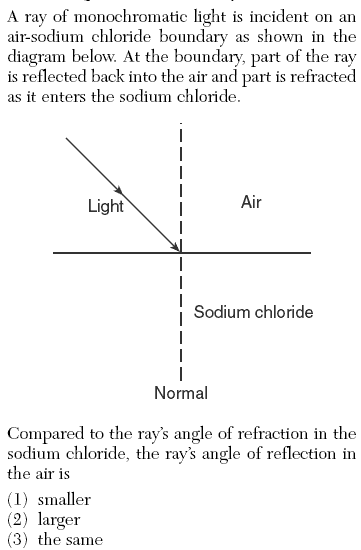 A ray of monochromatic light is incident on an
air-sodium chloride boundary as shown in the
diagram below. At the boundary, part of the ray
is reflected back into the air and part is refracted
as it enters the sodium chloride.
Light
Air
Sodium chloride
Normal
Compared to the ray's angle of refraction in the
sodium chloride, the ray's angle of reflection in
the air is
(1) smaller
(2) larger
(3) the same